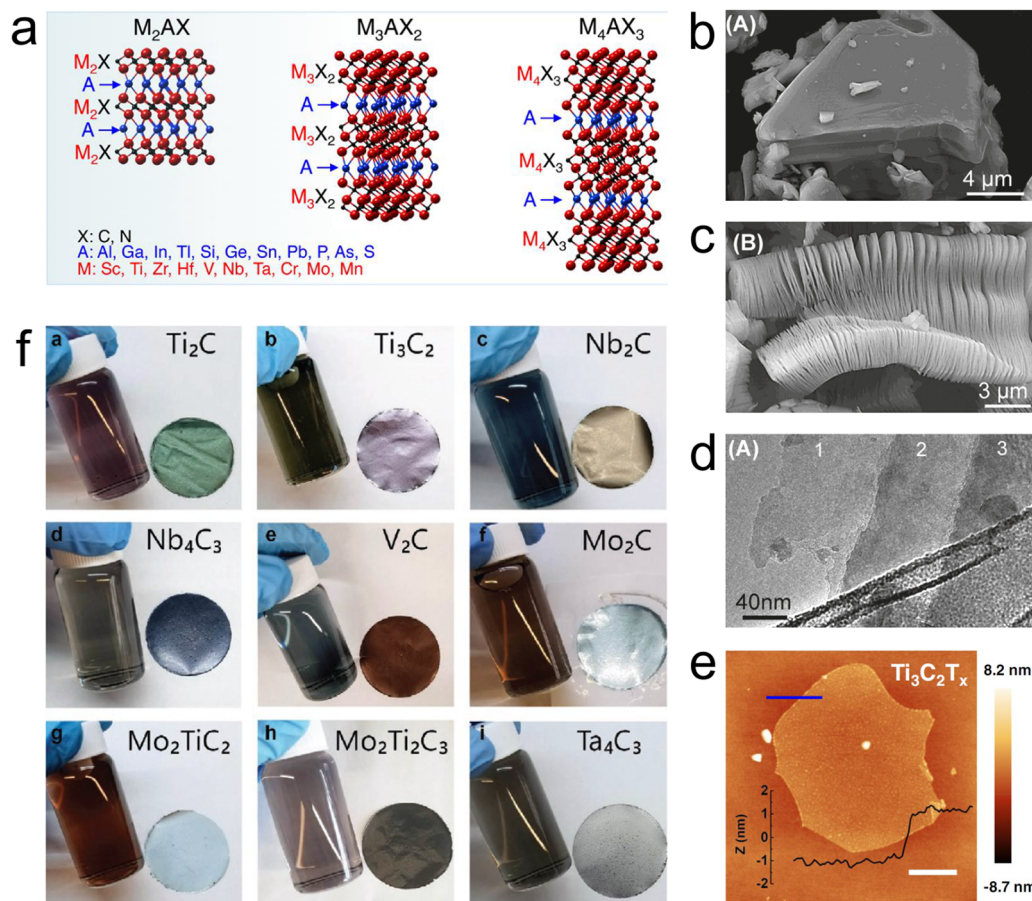 a
M₂AX
M₃AX₂
M₄AX₃
M₂X
A
M₂X
A
M₂X
M₃X₂
A
M₃X₂
A
M₃X₂
M₄X₃
A
M₄X₃
A
M₄X₃
X: C, N
A: Al, Ga, In, Tl, Si, Ge, Sn, Pb, P, As, S
M: Sc, Ti, Zr, Hf, V, Nb, Ta, Cr, Mo, Mn
b
(A)
4 μm
c
(B)
3 μm
d
(A)
1
2
3
40nm
e
Ti₃C₂Tₓ
8.2 nm
-8.7 nm
Z (nm)
2
1
0
-1
-2
f
a
Ti₂C
b
Ti₃C₂
c
Nb₂C
d
Nb₄C₃
e
V₂C
f
Mo₂C
g
Mo₂TiC₂
h
Mo₂Ti₂C₃
i
Ta₄C₃